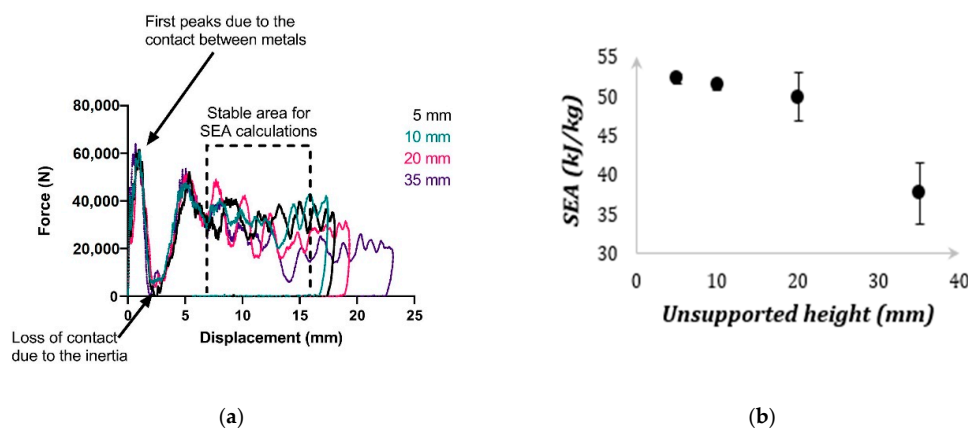 First peaks due to the
contact between metals
80,000
60,000
40,000
20,000
0
Force (N)
Stable area for
SEA calculations
5 mm
10 mm
20 mm
35 mm
0
5
10
15
20
25
Displacement (mm)
Loss of contact
due to the inertia
(a)
55
50
45
40
35
30
SEA (kJ/kg)
0
10
20
30
40
Unsupported height (mm)
(b)